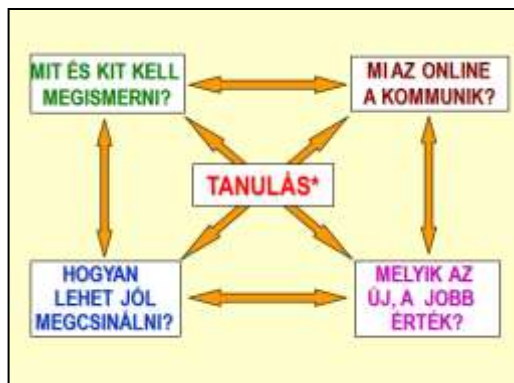 MIT ÉS KIT KELL
MEGISMERNI?
MI AZ ONLINE
A KOMMUNIK?
TANULÁS*
HOGYAN
LEHET JÓL
MEGCSINÁLNI?
MELYIK AZ
ÚJ, A JOBB
ÉRTÉK?